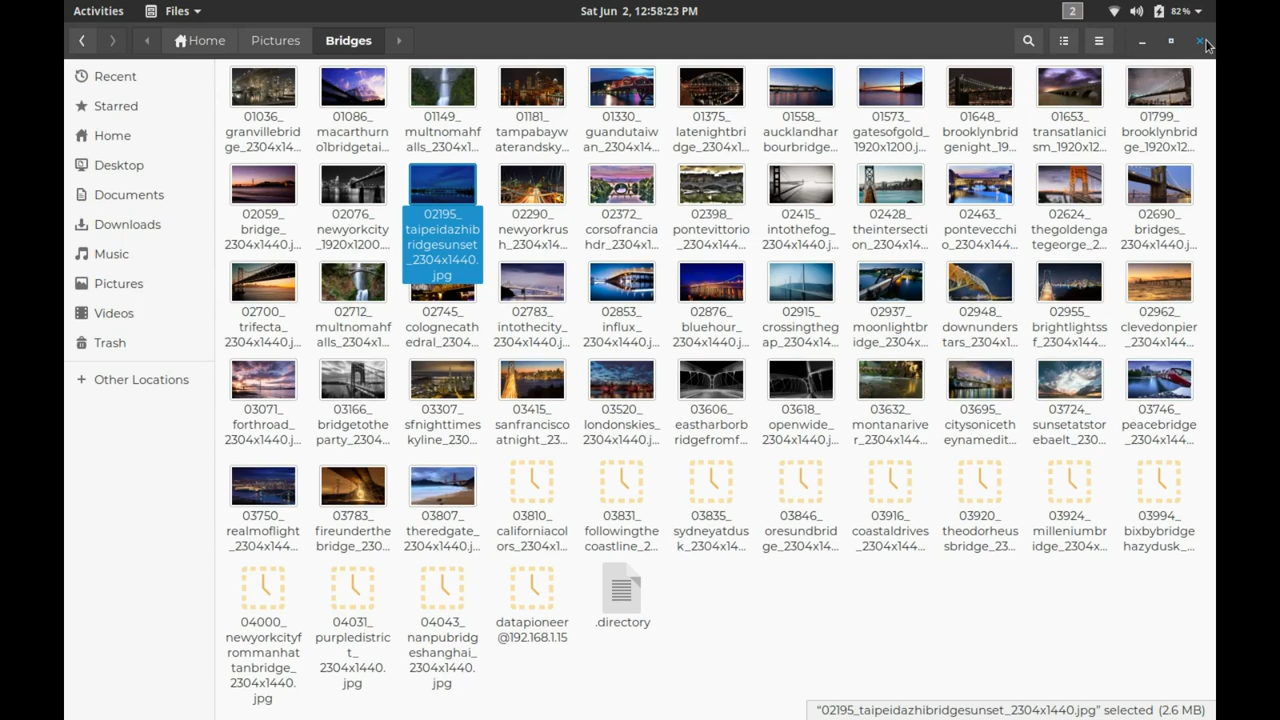 Activities Files Sat Jun 2, 12:58:23 PM 2 82%
Home Pictures Bridges
Recent
Starred
Home
Desktop
Documents
Downloads
Music
Pictures
Videos
Trash
+ Other Locations
01036_ 01086_ 01149_ 01181_ 01330_ 01375_ 01558_ 01573_ 01648_ 01653_ 01799_
granvillebrid macarthurn multnomahf tampabayw guandutaiw latenightbri aucklandhar gatesofgold_ brooklynbrid transatlanici brooklynbrid
ge_2304x14... o1bridgetai... alls_2304x1... aterandsky... an_2304x14... dge_2304x1... bourbridge... 1920x1200.j... genight_19... sm_1920x12... ge_1920x12...
02059_ 02076_ 02195_ 02290_ 02372_ 02398_ 02415_ 02428_ 02463_ 02624_ 02690_
bridge_ newyorkcity taipeidazhib newyorkrus corsofrancia pontevittorio intothefog_ theintersecti pontevecchi thegoldenga bridges_
2304x1440.j... _1920x1200... ridgesunset h_2304x14... hdr_2304x1... _2304x144... 2304x1440.j... on_2304x14... o_2304x144... tegeorge_2... 2304x1440.j...
_2304x1440.
jpg
02700_ 02712_ 02745_ 02783_ 02853_ 02876_ 02915_ 02937_ 02948_ 02955_ 02962_
trifecta_ multnomahf colognecath intothecity_ influx_ bluehour_ crossingtheg moonlightbr downunders brightlightss clevedonpier
2304x1440.j... alls_2304x1... edral_2304... 2304x1440.j... 2304x1440.j... 2304x1440.j... ap_2304x14... idge_2304x... tars_2304x1... f_2304x144... _2304x144...
03071_ 03166_ 03307_ 03415_ 03520_ 03606_ 03618_ 03632_ 03695_ 03724_ 03746_
forthroad_ bridgetothe sfnighttimes sanfrancisco londonskies_ eastharborb openwide_ montanarive citysoniceth sunsetatstor peacebridge
2304x1440.j... party_2304... kyline_230... atnight_23... 2304x1440.j... ridgefromf... 2304x1440.j... r_2304x144... eynamedit... ebaelt_230... _2304x144...
03750_ 03783_ 03807_ 03810_ 03831_ 03835_ 03846_ 03916_ 03920_ 03924_ 03994_
realmoflight fireunderthe theredgate_ californiacol followingthe sydneyatdus oresundbrid coastaldrives theodorheus milleniumbr bixbybridge
_2304x144... bridge_230... 2304x1440.j... ors_2304x1... coastline_2... k_2304x14... ge_2304x14... _2304x144... sbridge_23... idge_2304x... hazydusk_...
04000_ 04031_ 04043_ datapioneer .directory
newyorkcityf purpledistric nanpubridg @192.168.1.15
rommanhat t_ eshanghai_
tanbridge_ 2304x1440. 2304x1440.
2304x1440. jpg jpg
jpg
“02195_taipeidazhibridgesunset_2304x1440.jpg” selected (2.6 MB)